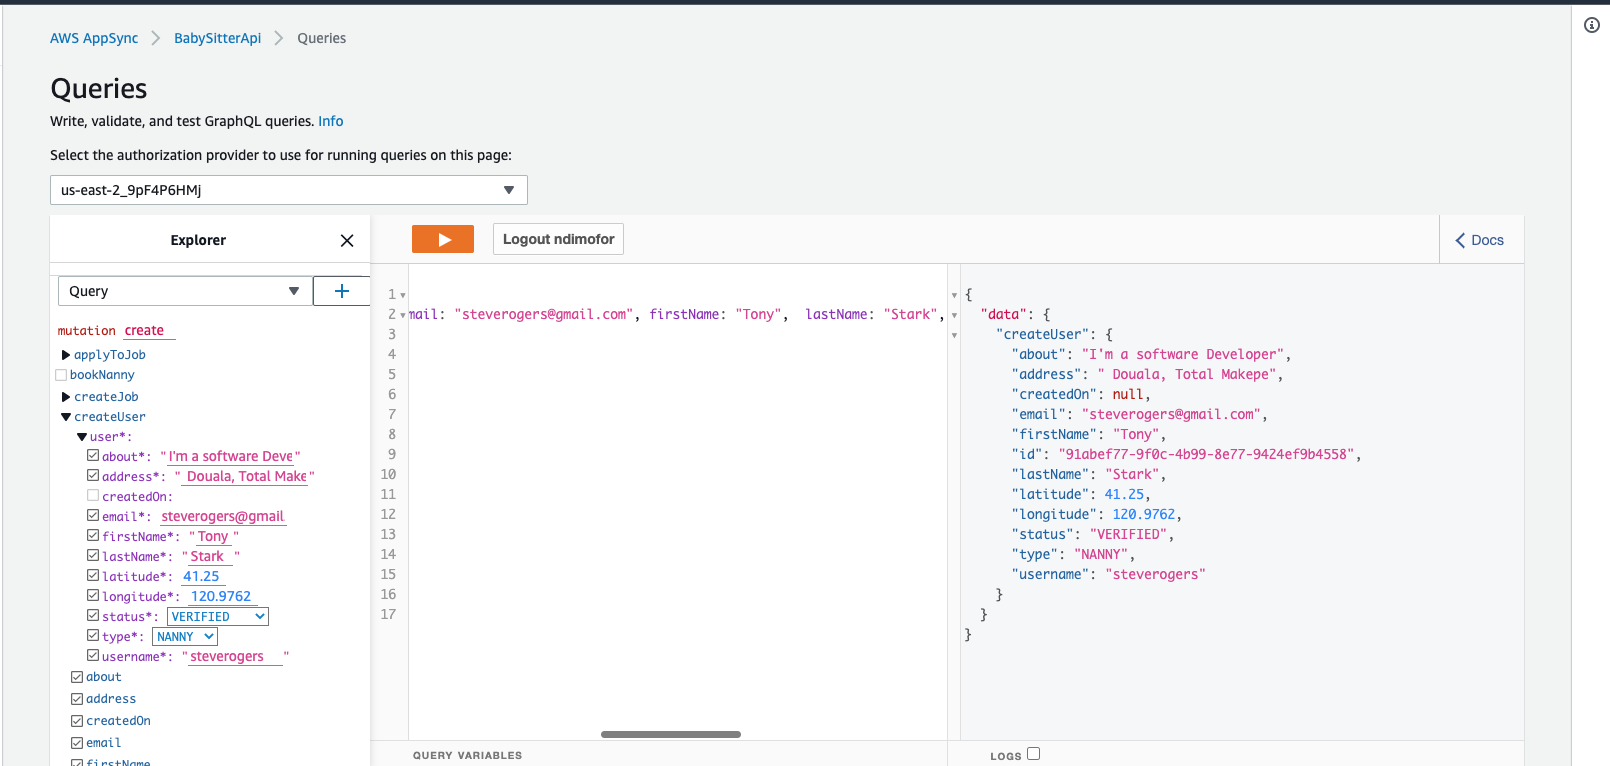 AWS AppSync > BabySitterApi > Queries
Queries
Write, validate, and test GraphQL queries. Info
Select the authorization provider to use for running queries on this page:
us-east-2_9pF4P6HMj
Explorer
Query
mutation create
applyToJob
bookNanny
createJob
createUser
user*:
about*: "I'm a software Deve"
address*: " Douala, Total Make"
createdOn:
email*: steverogers@gmail
firstName*: "Tony "
lastName*: "Stark "
latitude*: 41.25
longitude*: 120.9762
status*: VERIFIED
type*: NANNY
username*: "steverogers "
about
address
createdOn
email
firstName
Logout ndimofor
Docs
1
2 mail: "steverogers@gmail.com", firstName: "Tony", lastName: "Stark",
3
4
5
6
7
8
9
10
11
12
13
14
15
16
17
{
"data": {
"createUser": {
"about": "I'm a software Developer",
"address": " Douala, Total Makepe",
"createdOn": null,
"email": "steverogers@gmail.com",
"firstName": "Tony",
"id": "91abef77-9f0c-4b99-8e77-9424ef9b4558",
"lastName": "Stark",
"latitude": 41.25,
"longitude": 120.9762,
"status": "VERIFIED",
"type": "NANNY",
"username": "steverogers"
}
}
}
QUERY VARIABLES
LOGS